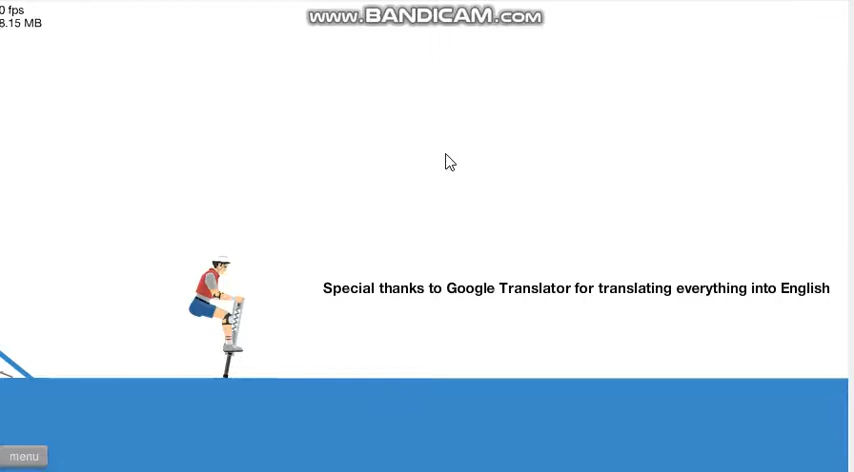 0 fps
8.15 MB
www.BANDICAM.com
Special thanks to Google Translator for translating everything into English
menu